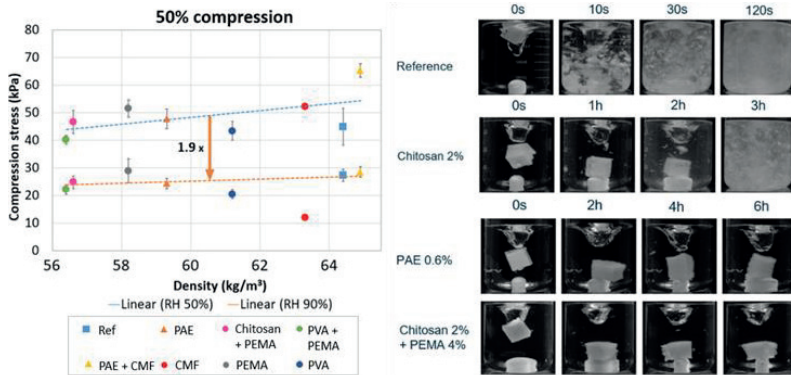 50% compression
Compression stress (kPa)
80
70
60
50
40
30
20
10
0
1.9 x
56 58 60 62 64
Density (kg/m³)
Linear (RH 50%) Linear (RH 90%)
Ref PAE Chitosan + PEMA PVA + PEMA
PAE + CMF CMF PEMA PVA
0s 10s 30s 120s
Reference
0s 1h 2h 3h
Chitosan 2%
0s 2h 4h 6h
PAE 0.6%
Chitosan 2%
+ PEMA 4%